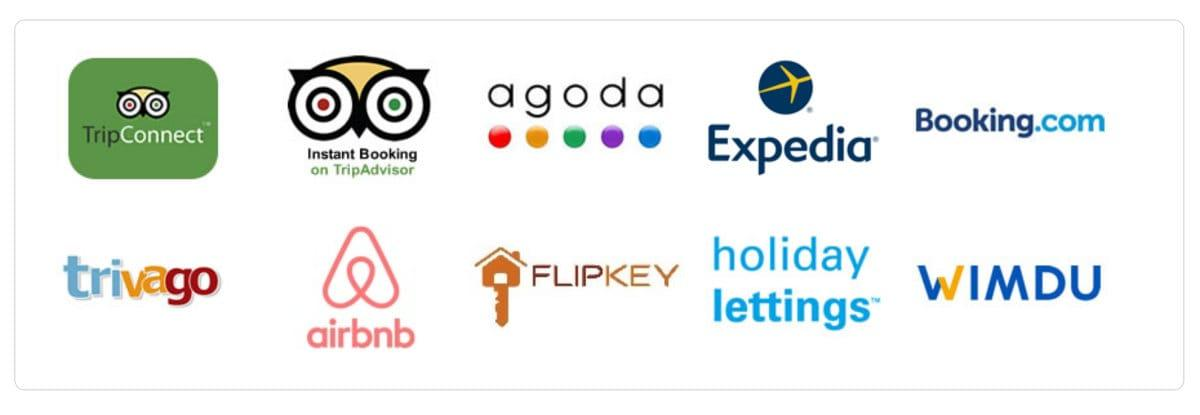 TripConnect™
Instant Booking
on TripAdvisor
agoda
Expedia®
Booking.com
trivago
airbnb
FLIPKEY
holiday
lettings™
WIMDU